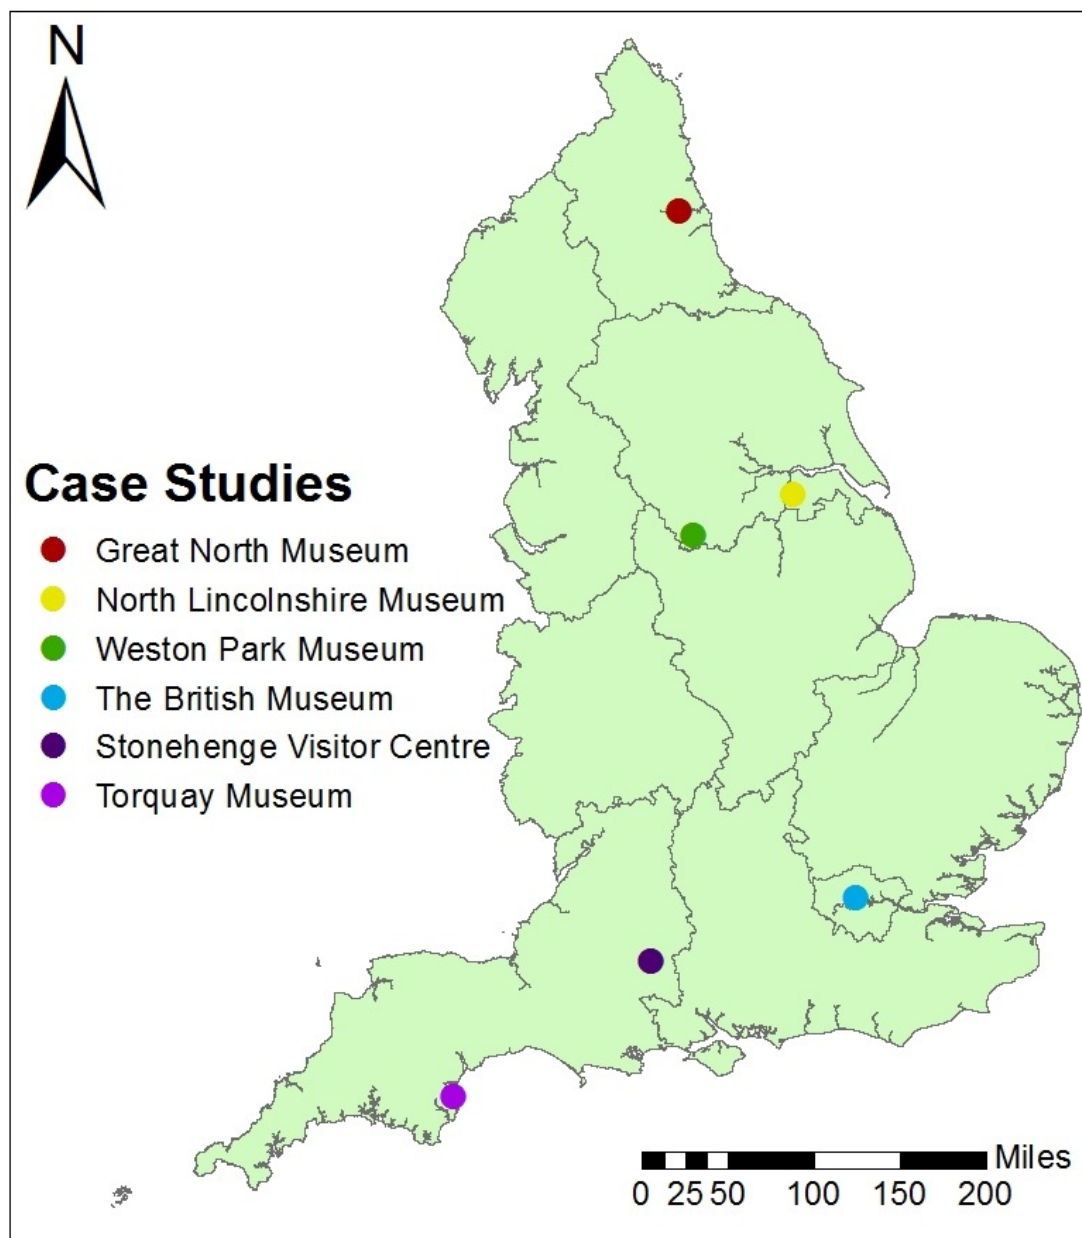 N
Case Studies
Great North Museum
North Lincolnshire Museum
Weston Park Museum
The British Museum
Stonehenge Visitor Centre
Torquay Museum
Miles
0 25 50 100 150 200